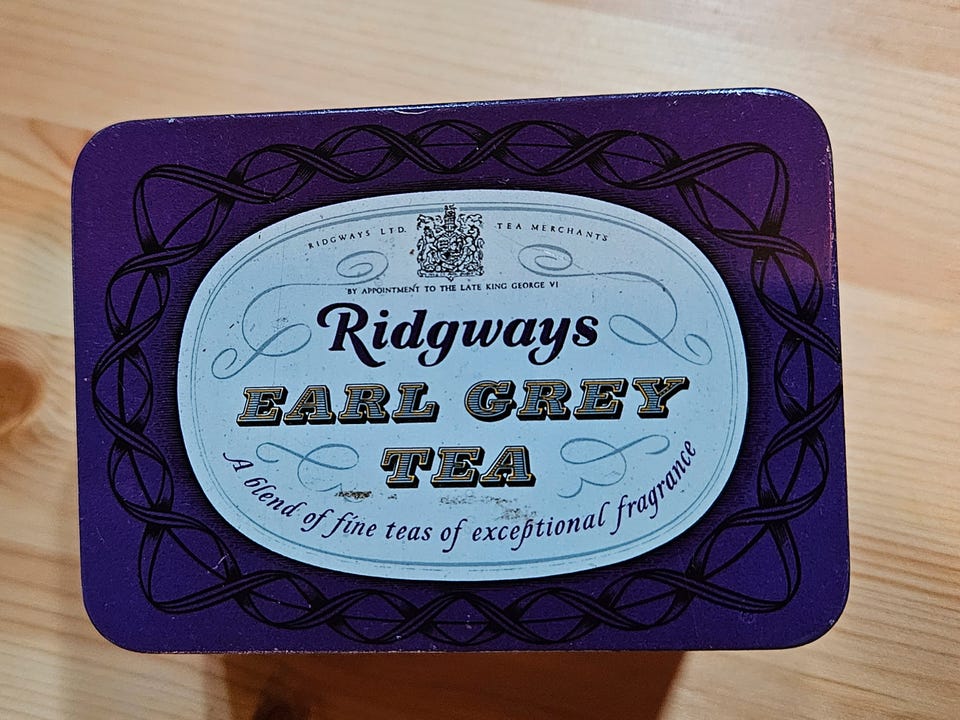 RIDGWAYS LTD. TEA MERCHANTS
BY APPOINTMENT TO THE LATE KING GEORGE VI
Ridgways
EARL GREY
TEA
A blend of fine teas of exceptional fragrance